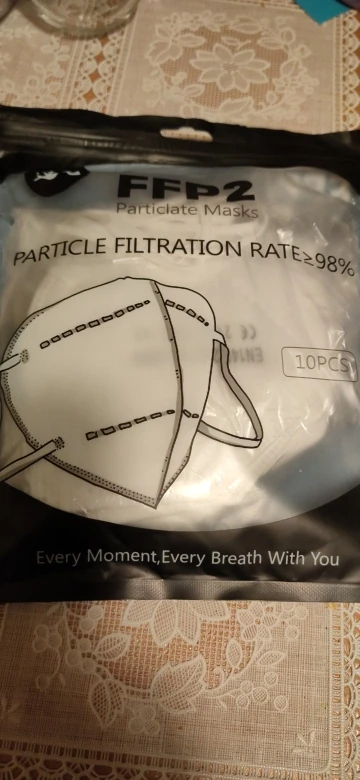 FFP2
Particlate Masks
PARTICLE FILTRATION RATE≥98%
10PCS
Every Moment,Every Breath With You